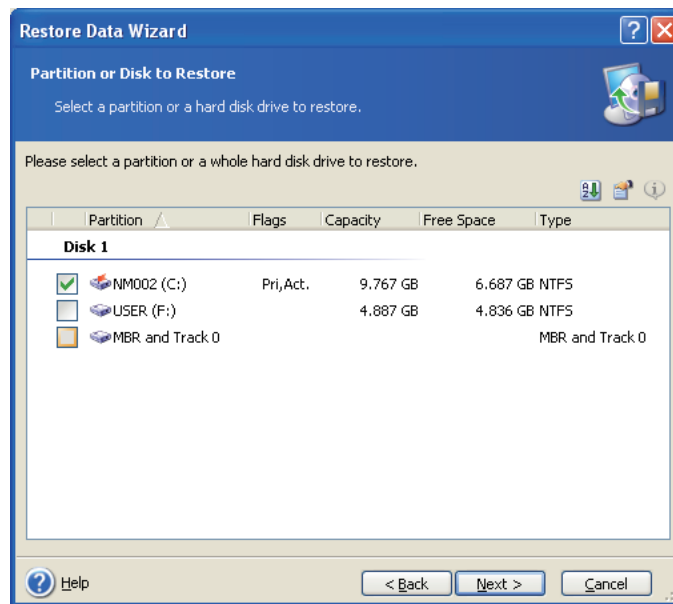 Restore Data Wizard
Partition or Disk to Restore
Select a partition or a hard disk drive to restore.
Please select a partition or a whole hard disk drive to restore.
Partition Flags Capacity Free Space Type
Disk 1
NM002 (C:) Pri,Act. 9.767 GB 6.687 GB NTFS
USER (F:) 4.887 GB 4.836 GB NTFS
MBR and Track 0 MBR and Track 0
Help < Back Next > Cancel